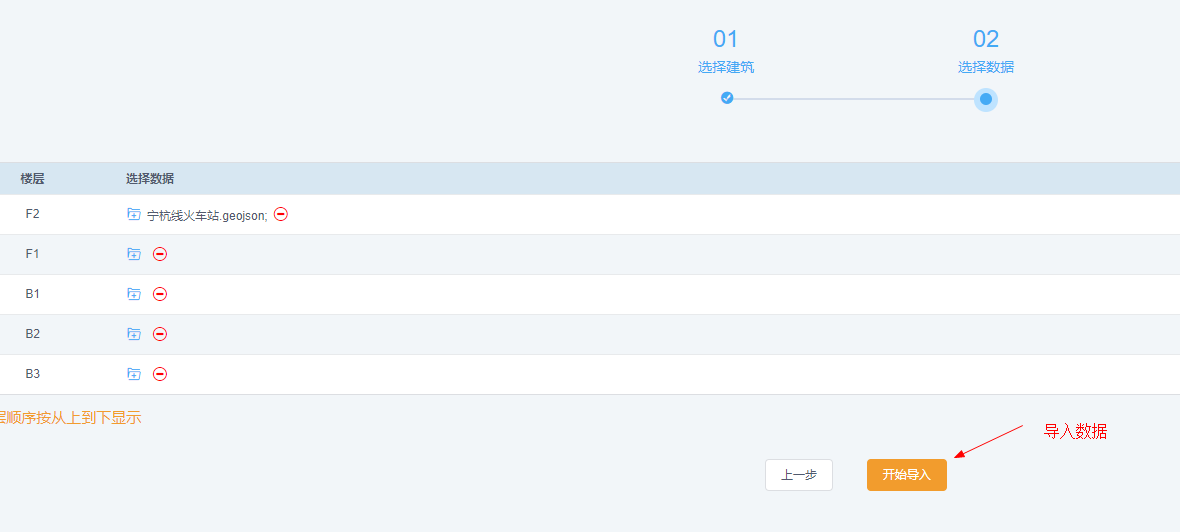 01
02
选择建筑
选择数据
楼层
选择数据
F2
宁杭线火车站.geojson;
F1
B1
B2
B3
层顺序按从上到下显示
导入数据
上一步
开始导入